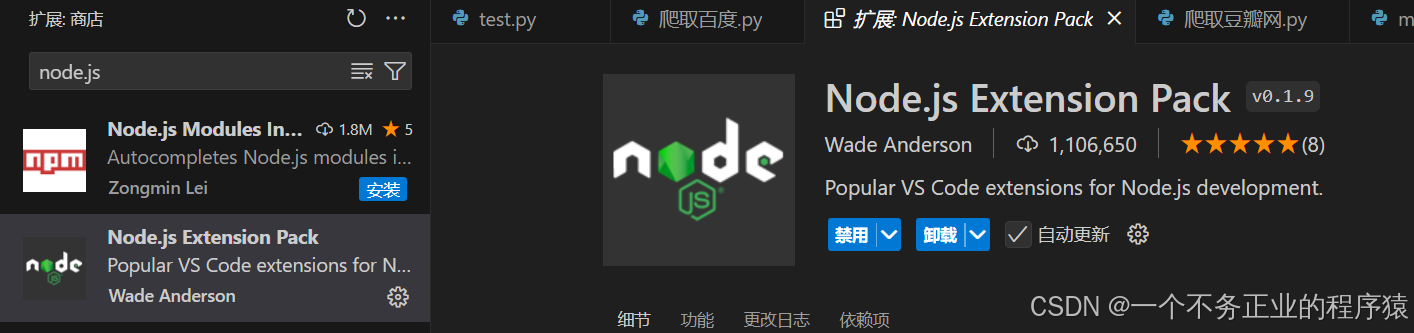 扩展: 商店
node.js
npm
Node.js Modules In... 1.8M 5
Autocompletes Node.js modules i...
Zongmin Lei 安装
node JS
Node.js Extension Pack
Popular VS Code extensions for N...
Wade Anderson
test.py 爬取百度.py 扩展: Node.js Extension Pack 爬取豆瓣网.py m
node JS
Node.js Extension Pack v0.1.9
Wade Anderson 1,106,650 (8)
Popular VS Code extensions for Node.js development.
禁用 卸载 自动更新
细节 功能 更改日志 依赖项
CSDN @一个不务正业的程序猿